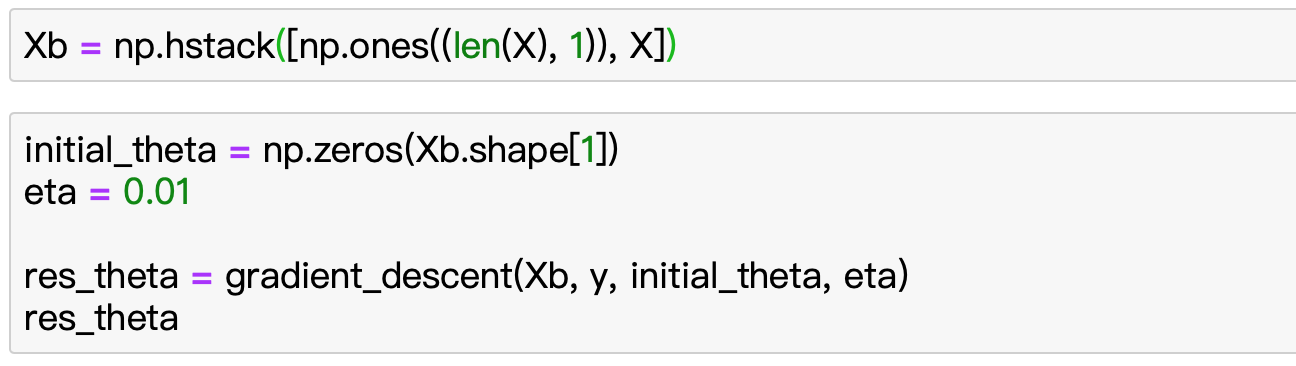 Xb = np.hstack([np.ones((len(X), 1)), X])
initial_theta = np.zeros(Xb.shape[1])
eta = 0.01
res_theta = gradient_descent(Xb, y, initial_theta, eta)
res_theta